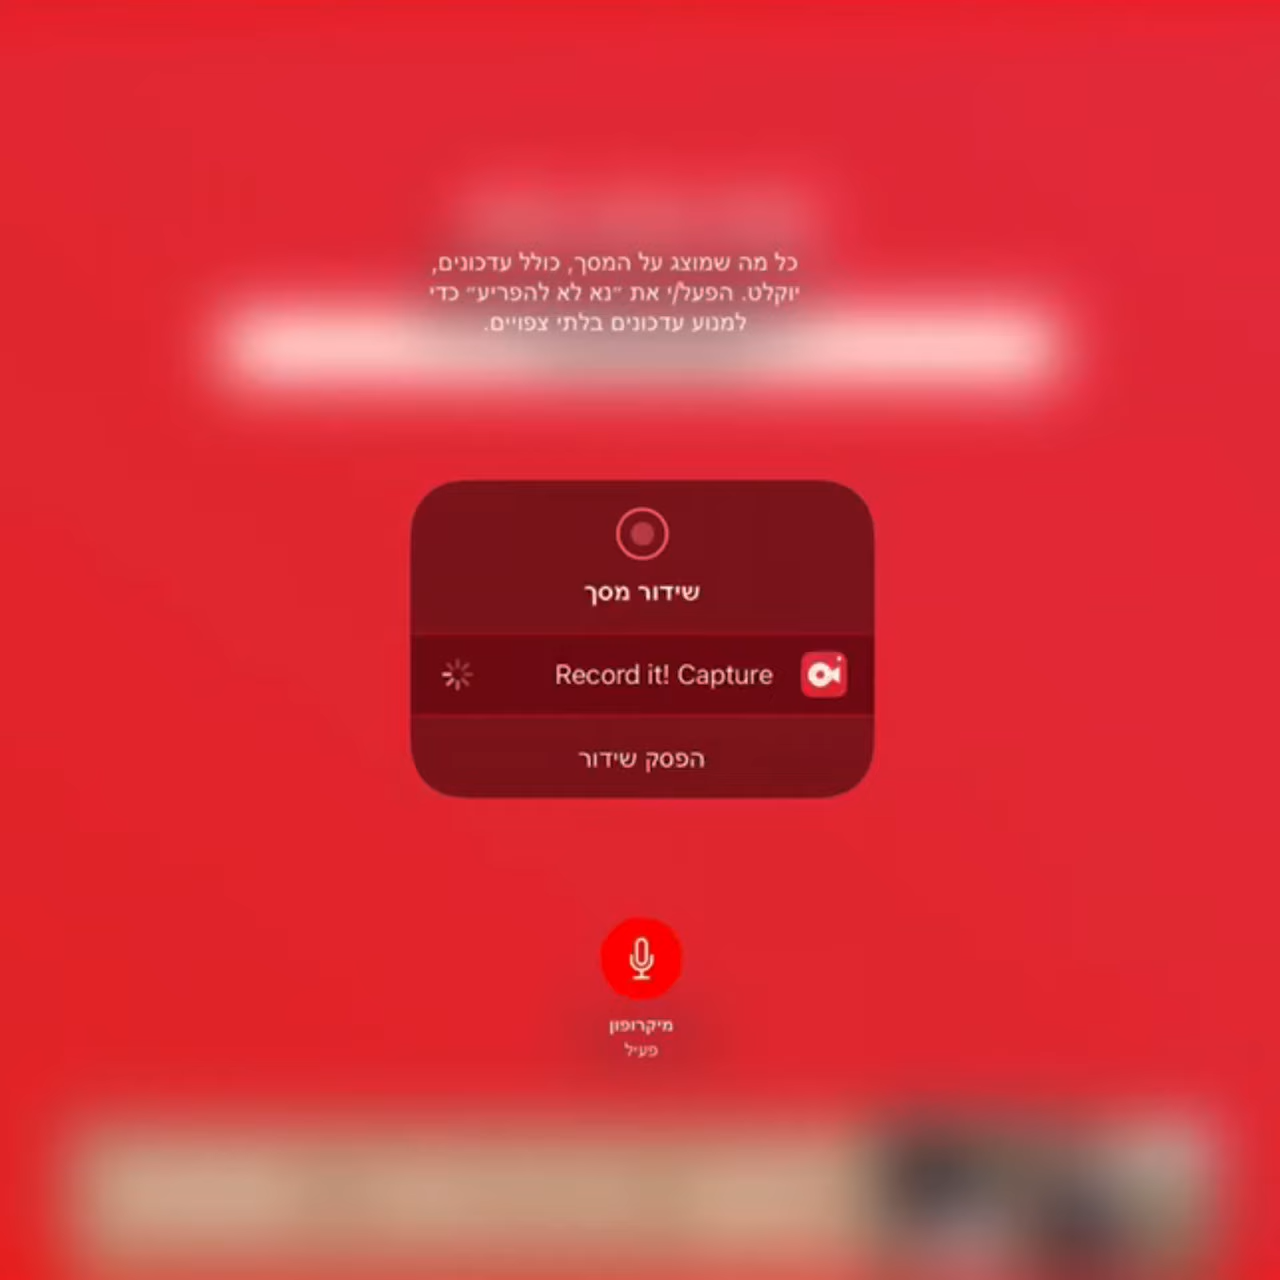 כל מה שמוצג על המסך, כולל עדכונים,
יוקלט. הפעל/י את ״נא לא להפריע״ כדי
למנוע עדכונים בלתי צפויים.
שידור מסך
Record it! Capture
הפסק שידור
מיקרופון
פעיל